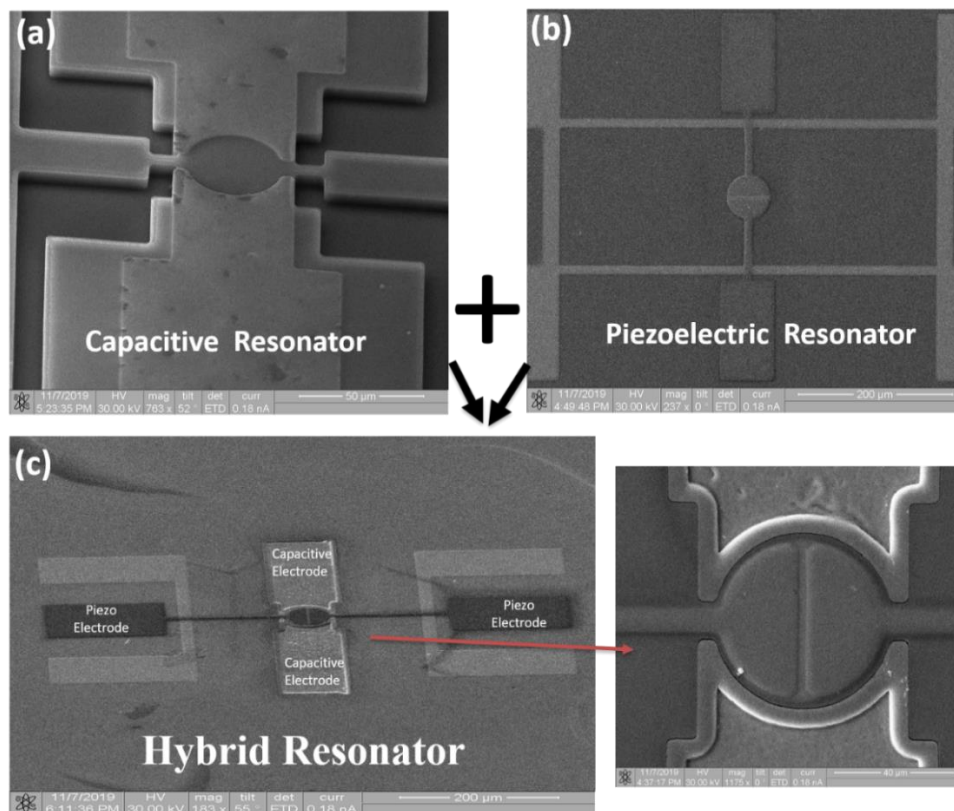 (a)
Capacitive Resonator
11/7/2019 HV mag tilt det curr 50 µm
5:23:35 PM 30.00 kV 763 x 52 ° ETD 0.18 nA
(b)
Piezoelectric Resonator
11/7/2019 HV mag tilt det curr 200 µm
4:49:48 PM 30.00 kV 237 x 0 ° ETD 0.18 nA
+
(c)
Capacitive
Electrode
Piezo
Electrode
Piezo
Electrode
Capacitive
Electrode
Hybrid Resonator
11/7/2019 HV mag tilt det curr 200 µm
6:11:36 PM 30.00 kV 183 x 55 ° ETD 0.18 nA
11/7/2019 HV mag tilt det curr 40 µm
4:37:17 PM 30.00 kV 1175 x 0 ° ETD 0.18 nA